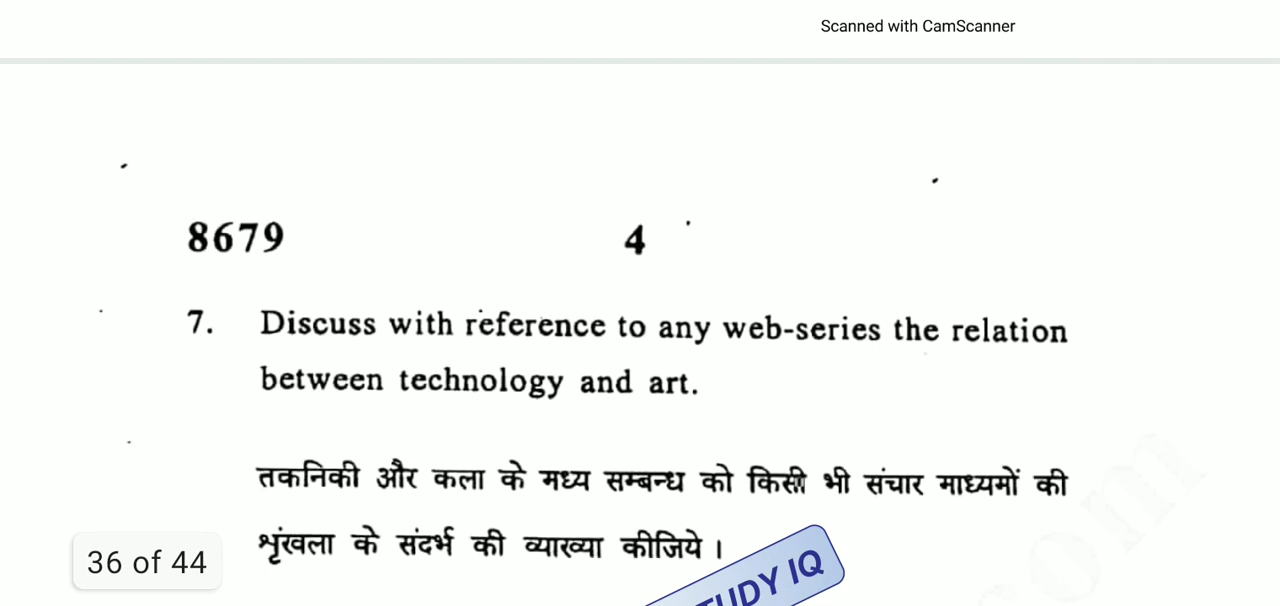 Scanned with CamScanner
8679 4
7. Discuss with reference to any web-series the relation
between technology and art.
तकनिकी और कला के मध्य सम्बन्ध को किसी भी संचार माध्यमों की
शृंखला के संदर्भ की व्याख्या कीजिये ।
36 of 44
UDY IQ
om